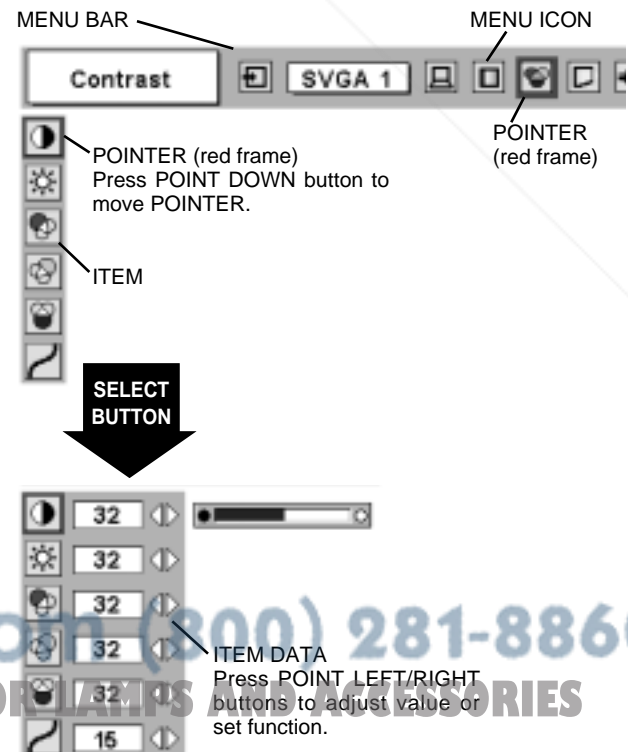 MENU BAR
MENU ICON
Contrast
SVGA 1
POINTER
(red frame)
POINTER (red frame)
Press POINT DOWN button to
move POINTER.
ITEM
SELECT
BUTTON
32
32
32
32
32
15
om (800) 281-886
ITEM DATA
Press POINT LEFT/RIGHT
buttons to adjust value or
set function.
R LAMPS AND ACCESSORIES